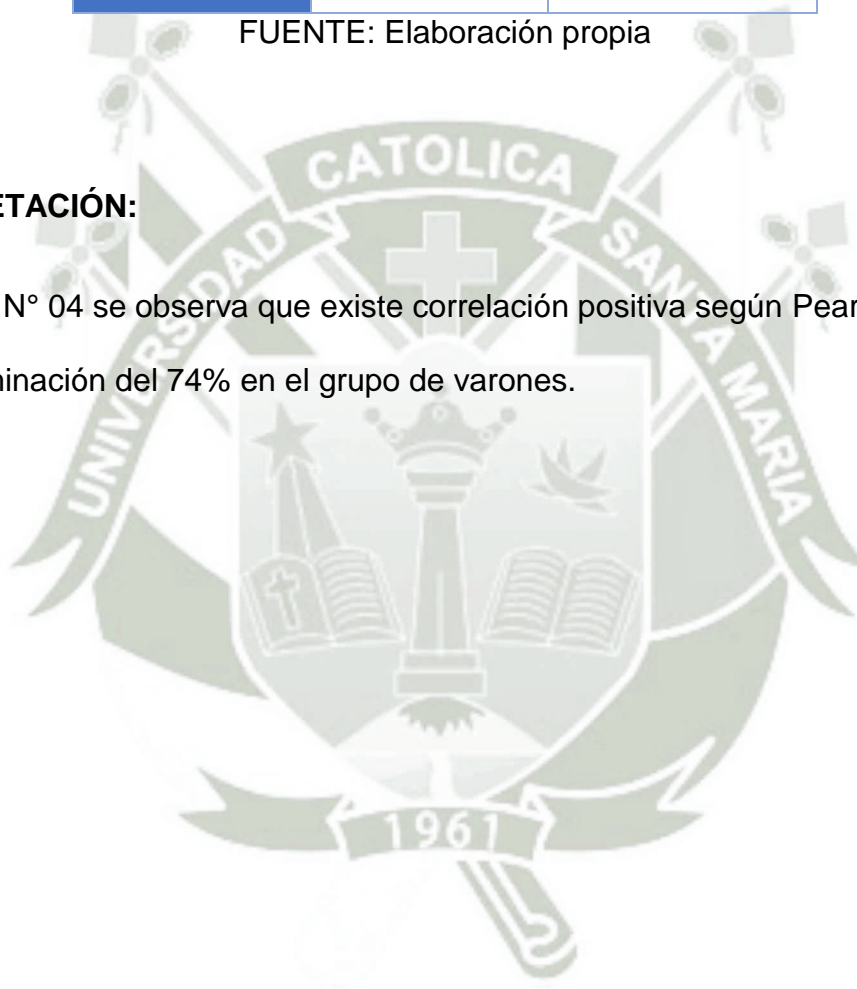 FUENTE: Elaboración propia
CATOLICA
UNIVERSIDAD
SANTA MARIA
ETACIÓN:
N° 04 se observa que existe correlación positiva según Pear
inación del 74% en el grupo de varones.
1961